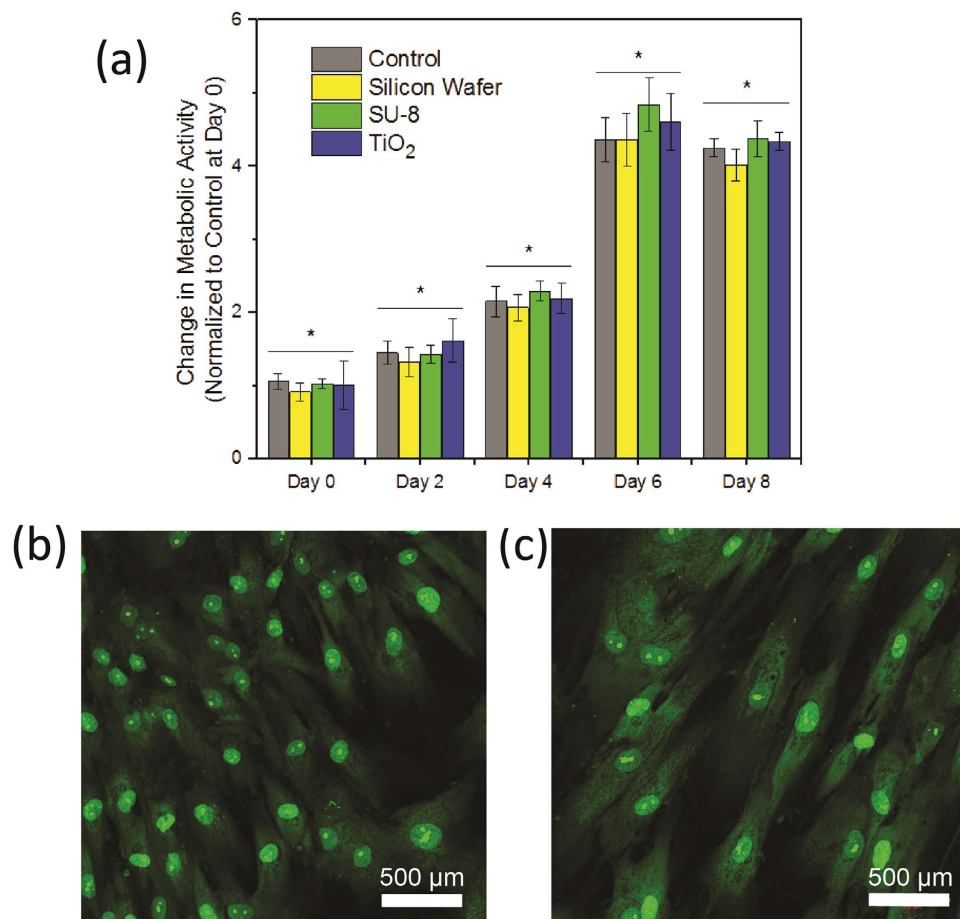 (a)
Change in Metabolic Activity
(Normalized to Control at Day 0)
6
4
2
0
Control
Silicon Wafer
SU-8
TiO2
*
*
*
*
*
Day 0
Day 2
Day 4
Day 6
Day 8
(b)
500 µm
(c)
500 µm